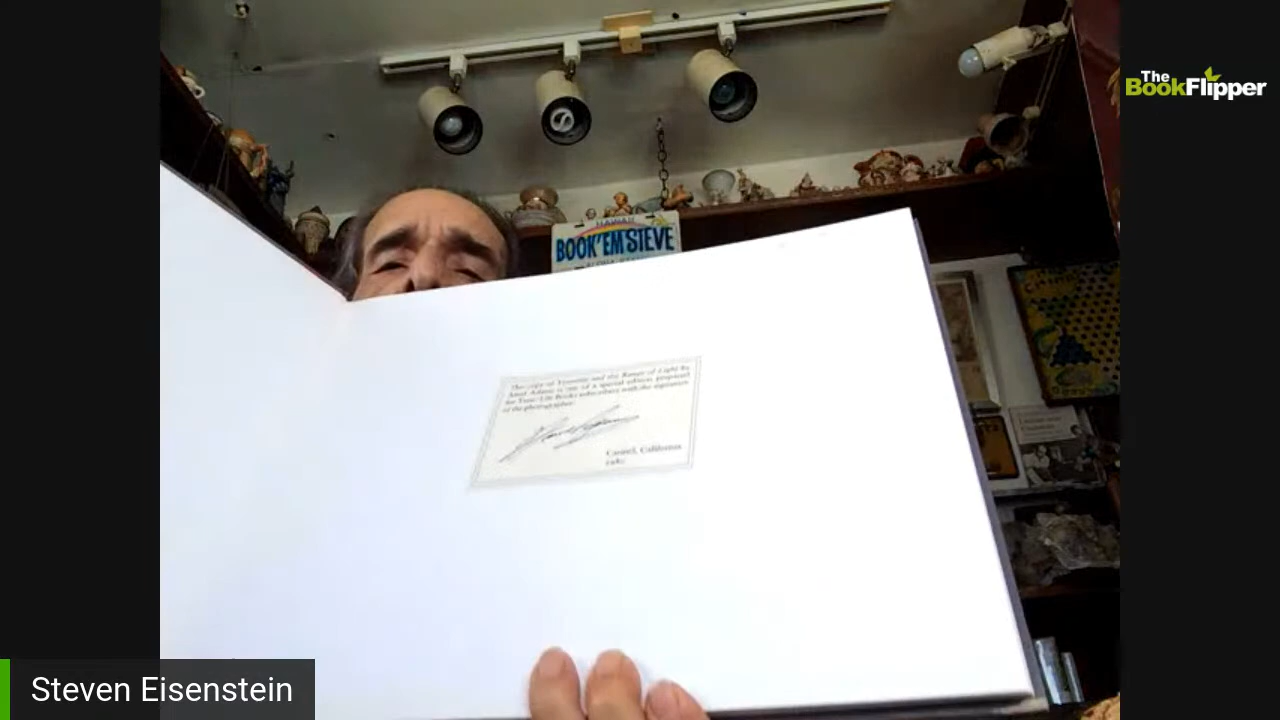 The
BookFlipper
HAWAII
BOOK'EM STEVE
This copy of Yosemite and the Range of Light by
Ansel Adams is one of a special edition prepared
for Time-Life Books subscribers with the signature
of the photographer.
Carmel, California
Steven Eisenstein